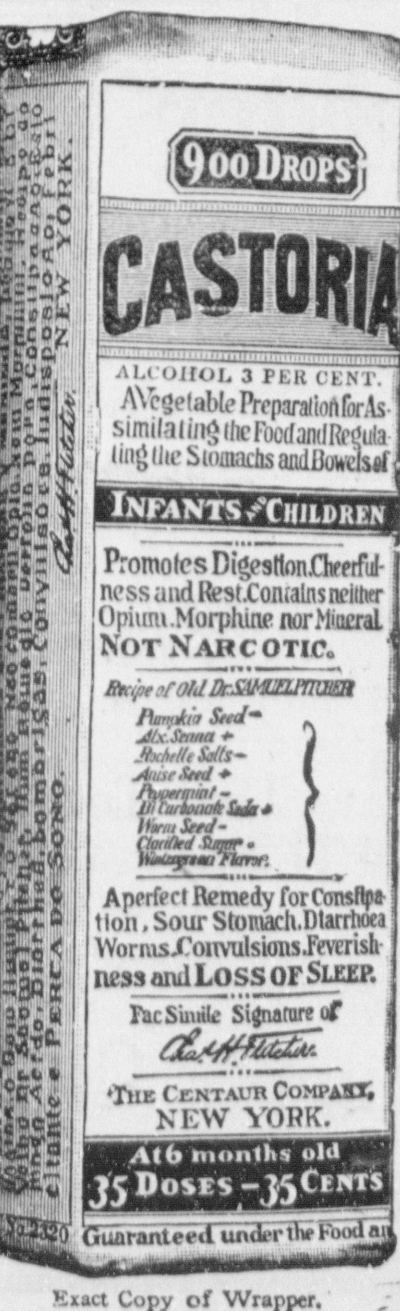 900 DROPS
CASTORIA
ALCOHOL 3 PER CENT.
A Vegetable Preparation for As-
similating the Food and Regula-
ting the Stomachs and Bowels of
INFANTS AND CHILDREN
Promotes Digestion.Cheerful-
ness and Rest.Contains neither
Opium.Morphine nor Mineral.
NOT NARCOTIC.
Recipe of Old Dr.SAMUEL PITCHER
Pumpkin Seed -
Alx.Senna +
Rochelle Salts -
Anise Seed +
Peppermint -
Bi Carbonate Soda +
Worm Seed -
Clarified Sugar
Wintergreen Flavor.
A perfect Remedy for Constipa-
tion, Sour Stomach.Diarrhoea
Worms.Convulsions.Feverish-
ness and LOSS OF SLEEP.
Fac Simile Signature of
Chas. H. Fletcher.
THE CENTAUR COMPANY,
NEW YORK.
At 6 months old
35 DOSES - 35 CENTS
Guaranteed under the Food an
Exact Copy of Wrapper.
Chas. H. Fletcher.
NEW YORK.
e PERCA DO SONO.
No. 2320